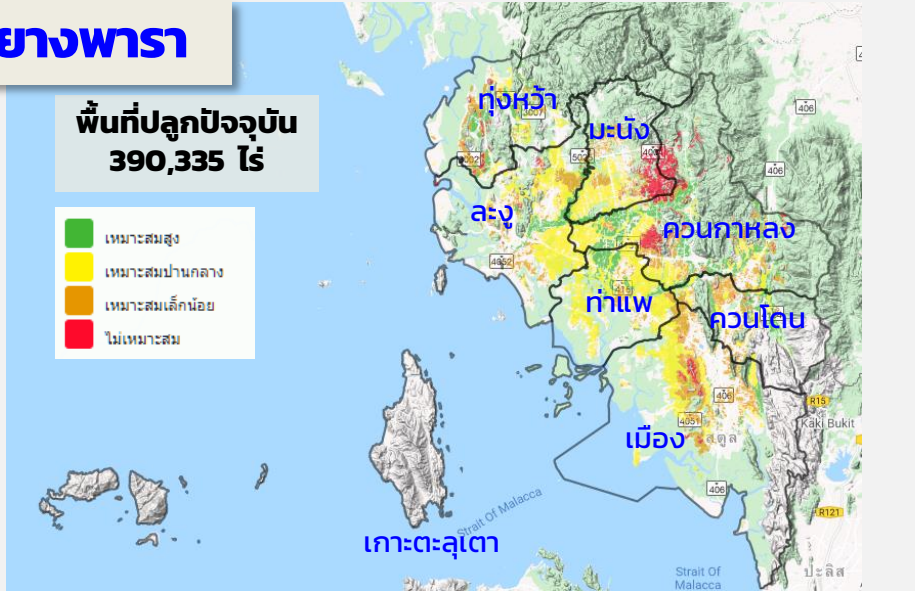 ยางพารา
พื้นที่ปลูกปัจจุบัน
390,335 ไร่
เหมาะสมสูง
เหมาะสมปานกลาง
เหมาะสมเล็กน้อย
ไม่เหมาะสม
ทุ่งหว้า
มะนัง
406
406
ละงู
ควนกาหลง
4052
ท่าแพ
ควนโดน
406
R15
Kaki Bukit
4051
เมือง
สตูล
406
R121
Strait Of Malacca
เกาะตะลุเตา
Strait Of
Malacca
ปะลิส